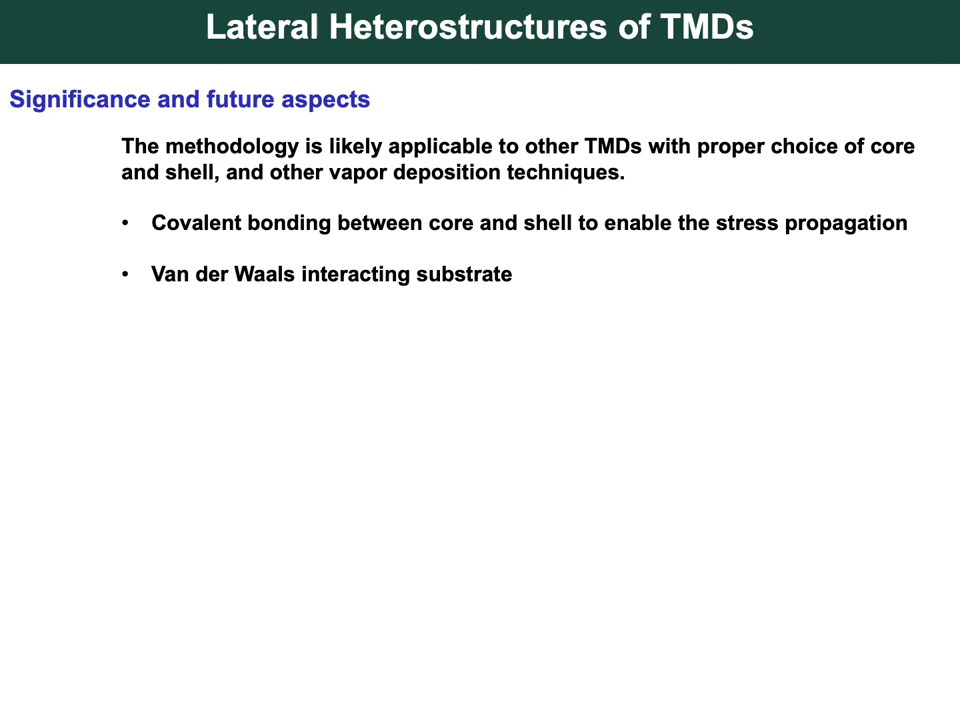 Lateral Heterostructures of TMDs
Significance and future aspects
The methodology is likely applicable to other TMDs with proper choice of core
and shell, and other vapor deposition techniques.
• Covalent bonding between core and shell to enable the stress propagation
• Van der Waals interacting substrate